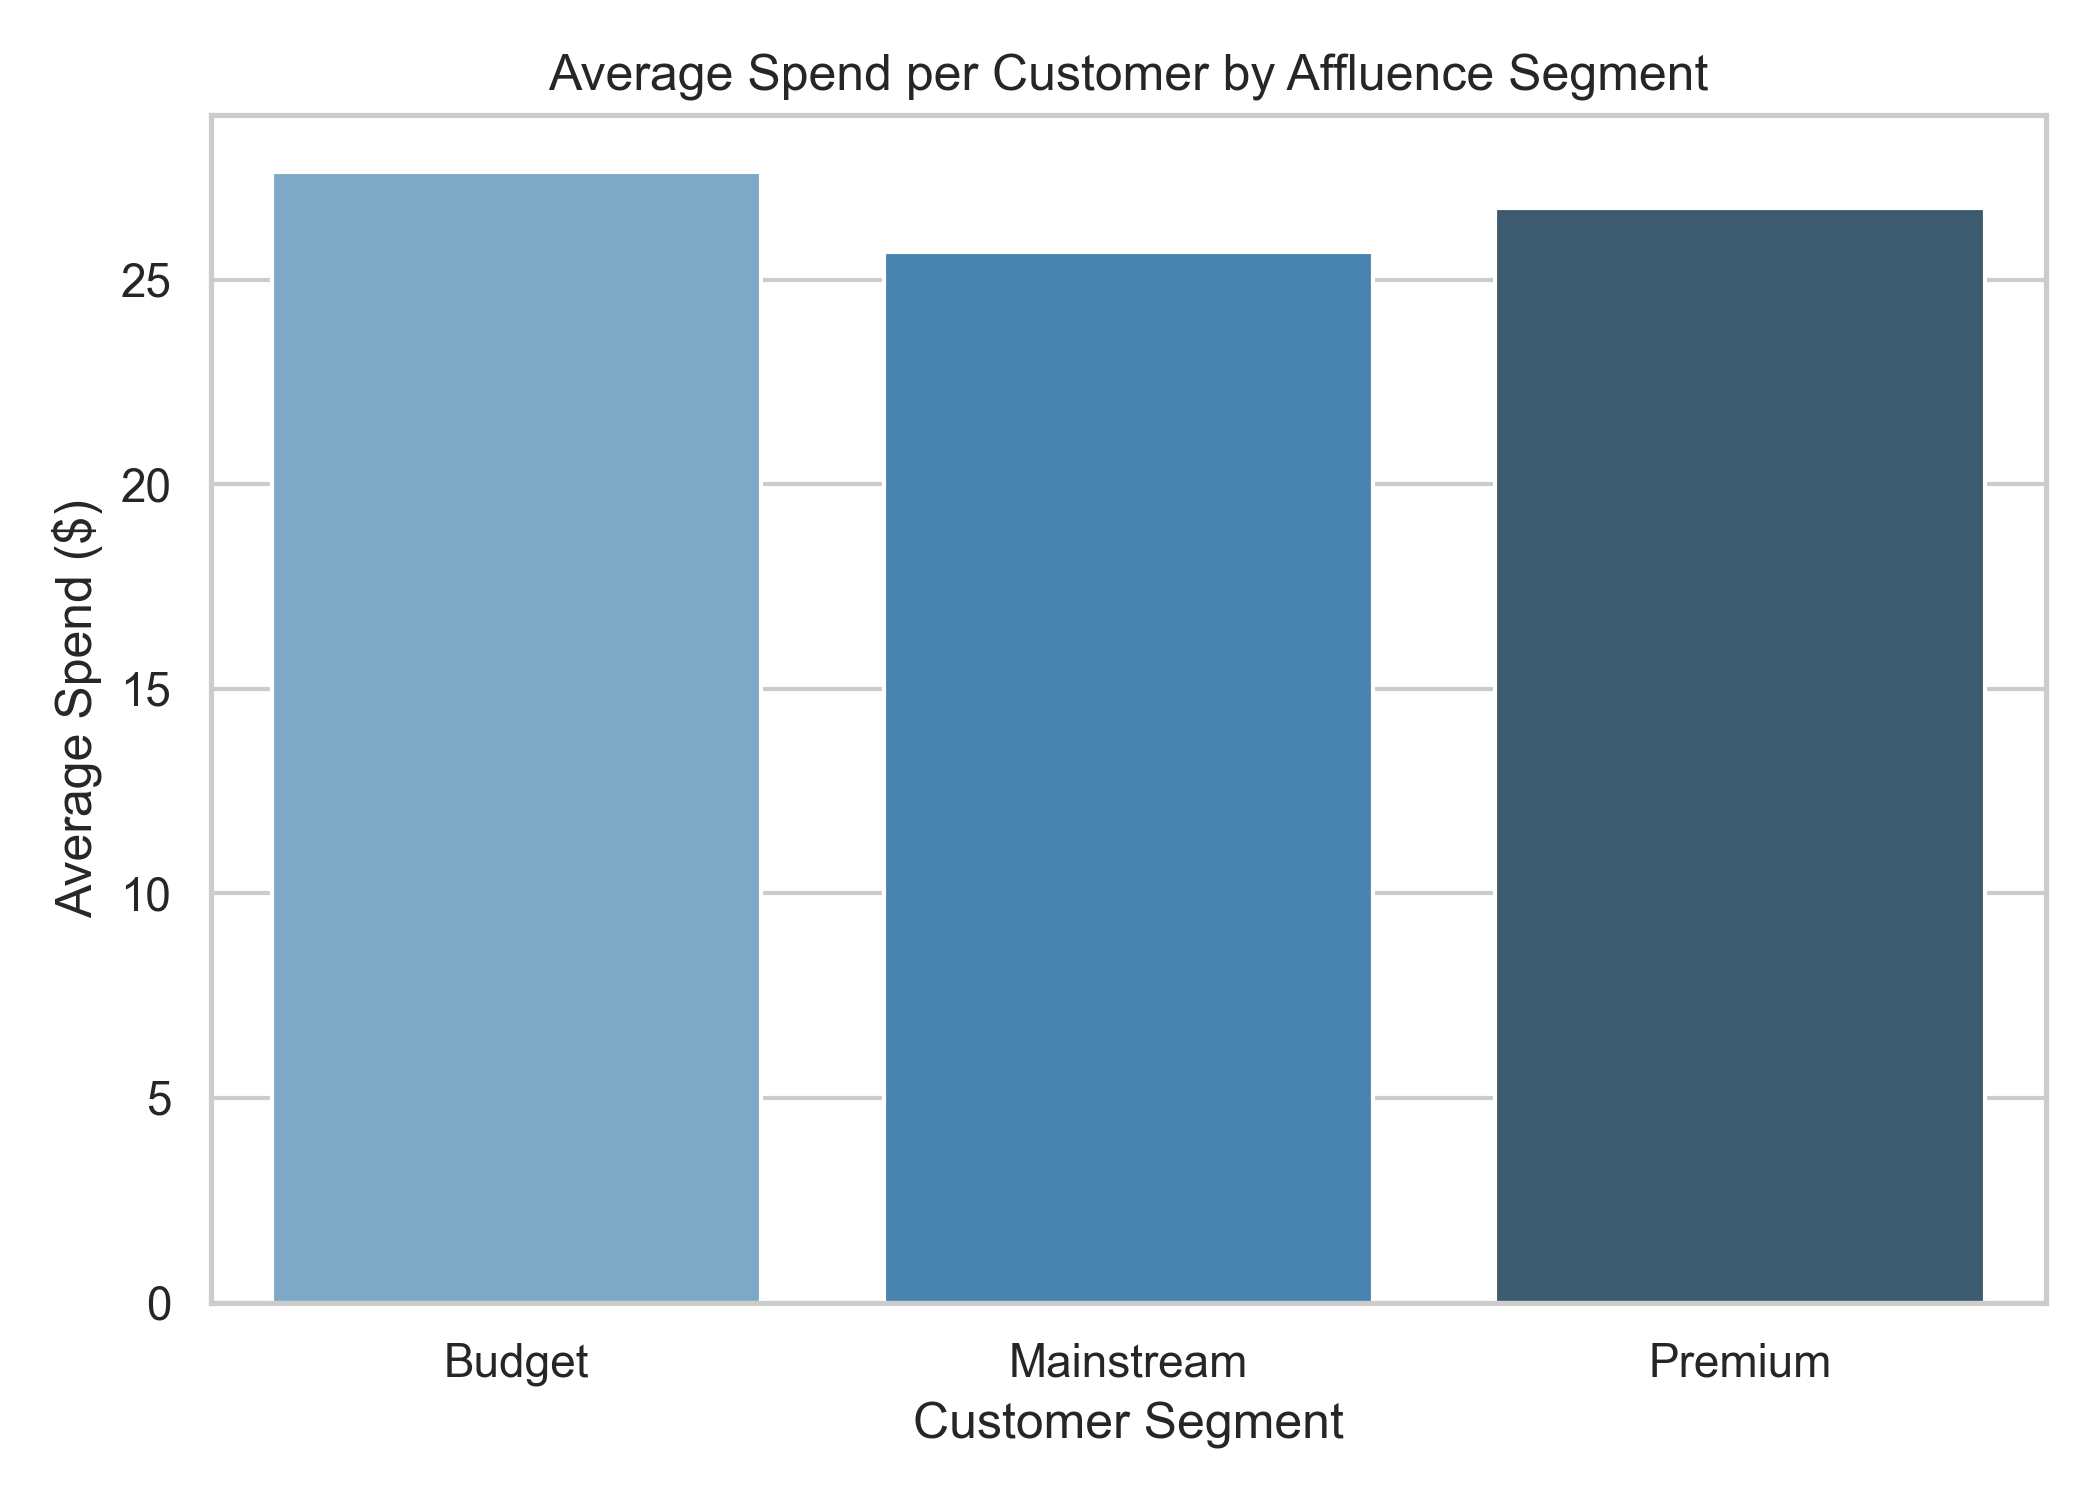 Average Spend per Customer by Affluence Segment
Average Spend ($)
25
20
15
10
5
0
Budget
Mainstream
Premium
Customer Segment